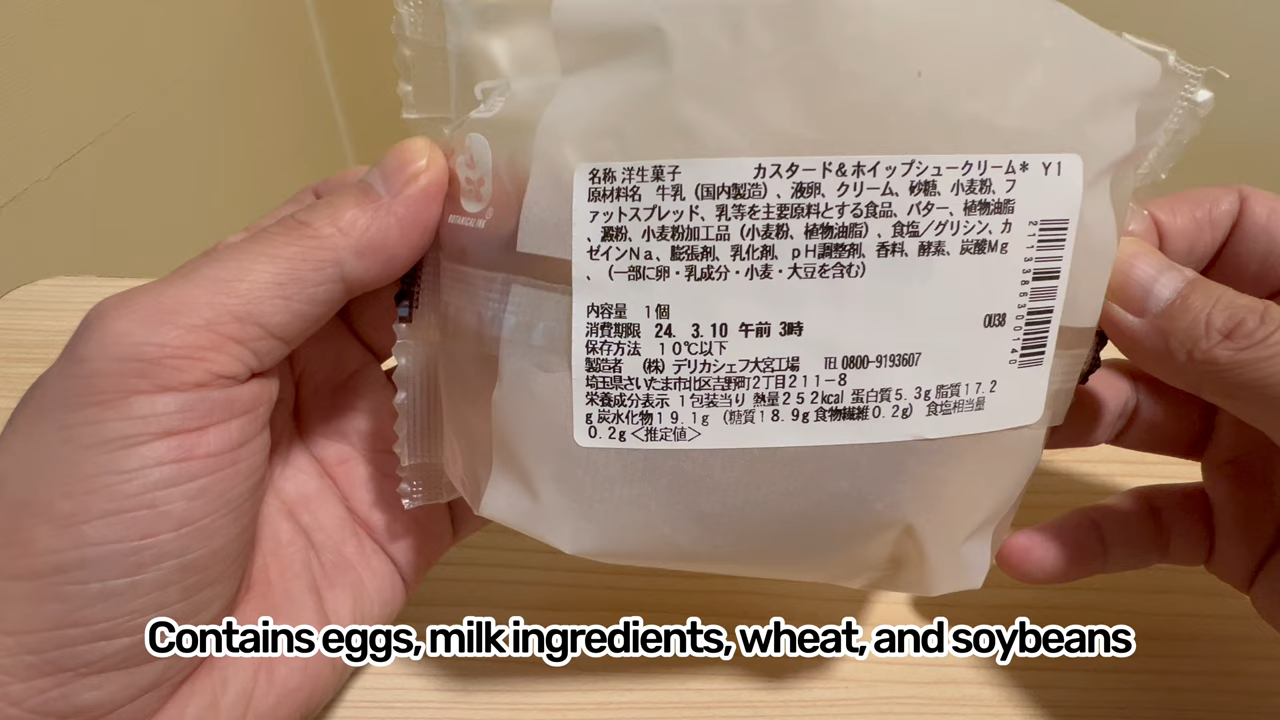 BOTANICAL INK
名称 洋生菓子 カスタード&ホイップシュークリーム* Y1
原材料名 牛乳(国内製造)、液卵、クリーム、砂糖、小麦粉、フ
ァットスプレッド、乳等を主要原料とする食品、バター、植物油脂
、澱粉、小麦粉加工品(小麦粉、植物油脂)、食塩/グリシン、カ
ゼインNa、膨張剤、乳化剤、pH調整剤、香料、酵素、炭酸Mg
、(一部に卵・乳成分・小麦・大豆を含む)
内容量 1個
消費期限 24. 3.10 午前 3時
保存方法 10℃以下
製造者 (株)デリカシェフ大宮工場 TEL 0800-9193607
埼玉県さいたま市北区吉野町2丁目211-8
栄養成分表示 1包装当り 熱量252kcal 蛋白質5.3g 脂質17.2
g 炭水化物19.1g (糖質18.9g 食物繊維0.2g) 食塩相当量
0.2g<推定値>
0U38
2113386300140
Contains eggs, milk ingredients, wheat, and soybeans